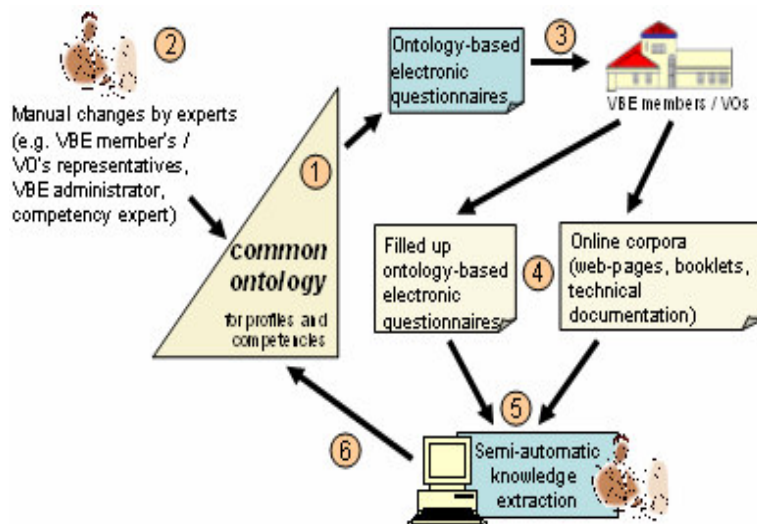 2
Manual changes by experts
(e.g. VBE member's /
VO's representatives,
VBE administrator,
competency expert)
1
common
ontology
for profiles and
competencies
Ontology-based
electronic
questionnaires
3
VBE members / VOs
Filled up
ontology-based
electronic
questionnaires
4
Online corpora
(web-pages, booklets,
technical
documentation)
5
Semi-automatic
knowledge
extraction
6